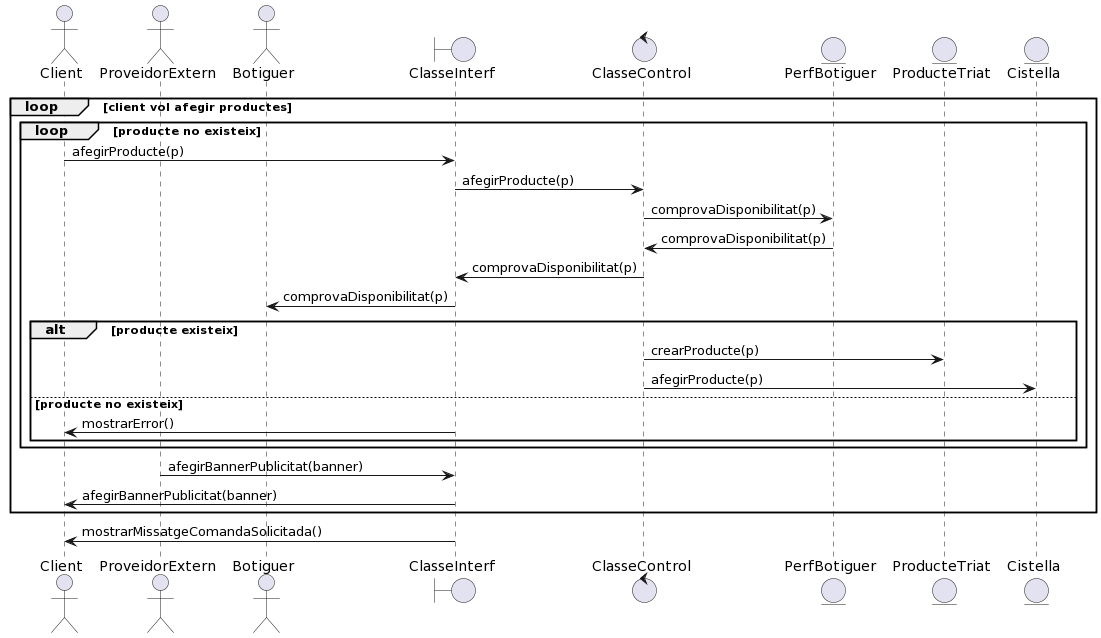 Client ProveidorExtern Botiguer ClasseInterf ClasseControl PerfBotiguer ProducteTriat Cistella
loop [client vol afegir productes]
loop [producte no existeix]
afegirProducte(p)
afegirProducte(p)
comprovaDisponibilitat(p)
comprovaDisponibilitat(p)
comprovaDisponibilitat(p)
comprovaDisponibilitat(p)
alt [producte existeix]
crearProducte(p)
afegirProducte(p)
[producte no existeix]
mostrarError()
afegirBannerPublicitat(banner)
afegirBannerPublicitat(banner)
mostrarMissatgeComandaSolicitada()
Client ProveidorExtern Botiguer ClasseInterf ClasseControl PerfBotiguer ProducteTriat Cistella